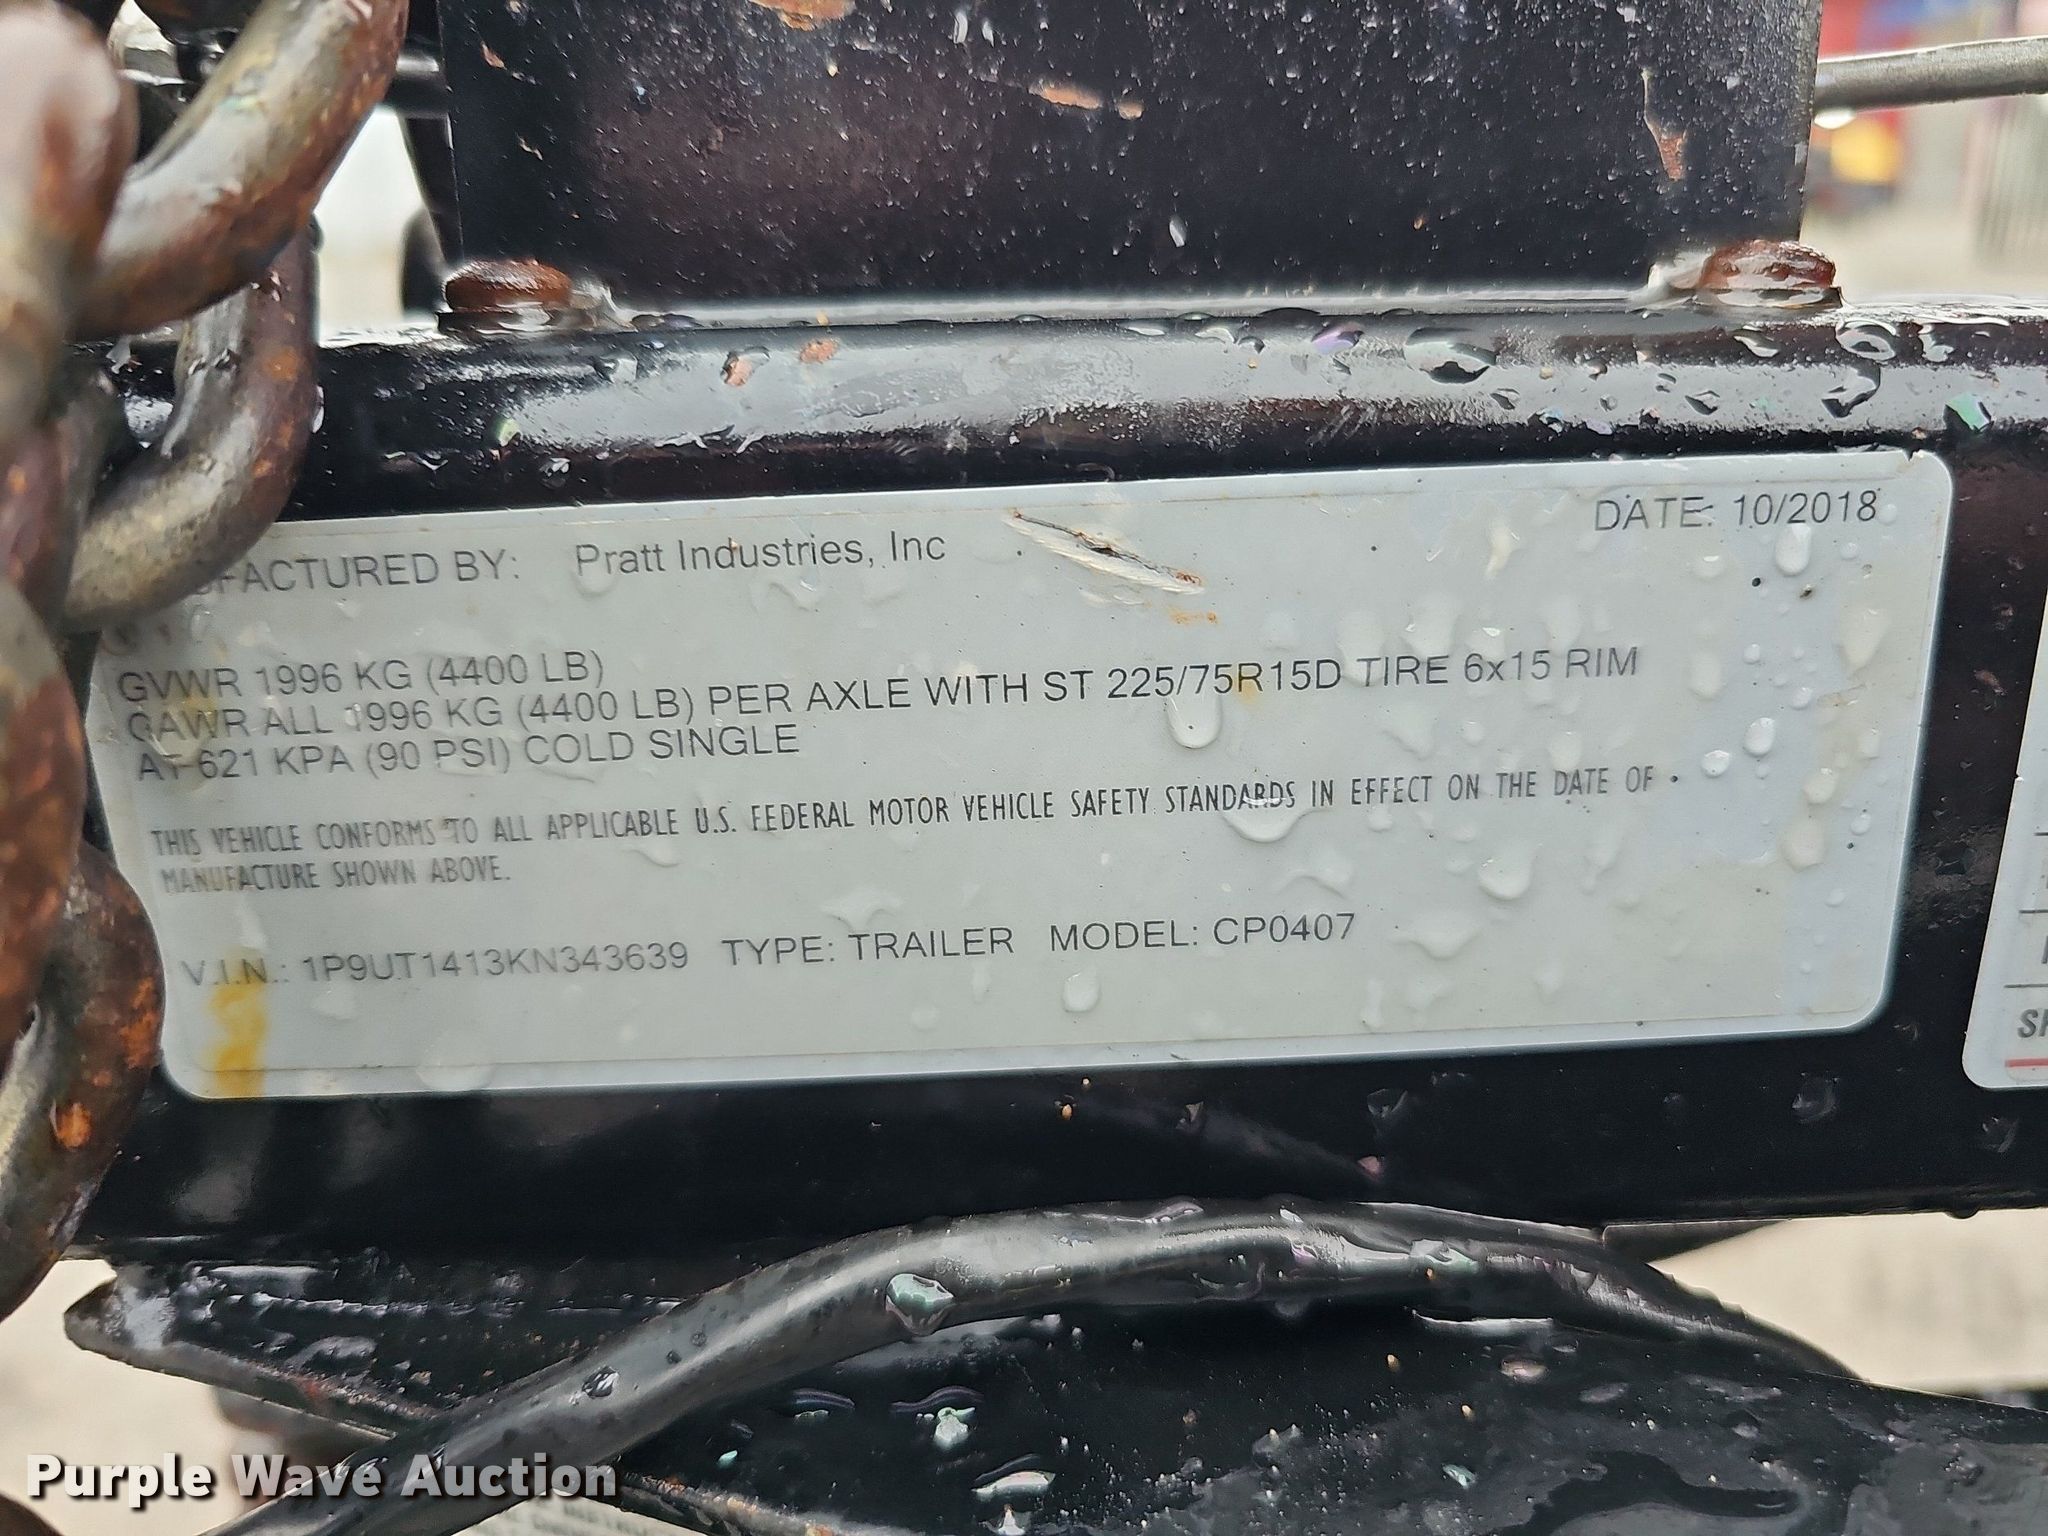 DATE: 10/2018
FACTURED BY: Pratt Industries, Inc
GVWR 1996 KG (4400 LB)
GAWR ALL 1996 KG (4400 LB) PER AXLE WITH ST 225/75R15D TIRE 6x15 RIM
AT 621 KPA (90 PSI) COLD SINGLE
THIS VEHICLE CONFORMS TO ALL APPLICABLE U.S. FEDERAL MOTOR VEHICLE SAFETY STANDARDS IN EFFECT ON THE DATE OF
MANUFACTURE SHOWN ABOVE.
V.I.N.: 1P9UT1413KN343639 TYPE: TRAILER MODEL: CP0407
Purple Wave Auction